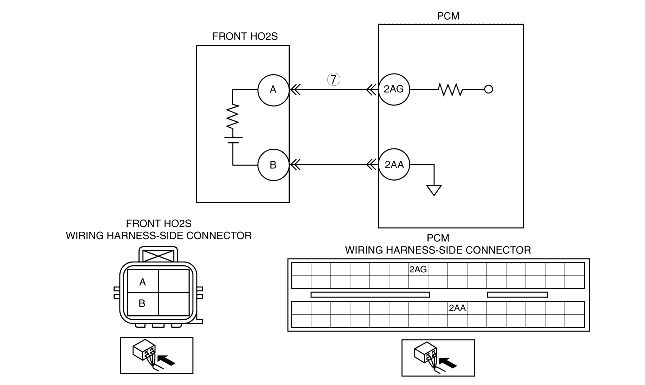 PCM
FRONT HO2S
A
7
2AG
B
2AA
FRONT HO2S
WIRING HARNESS-SIDE CONNECTOR
A
B
PCM
WIRING HARNESS-SIDE CONNECTOR
2AG
2AA